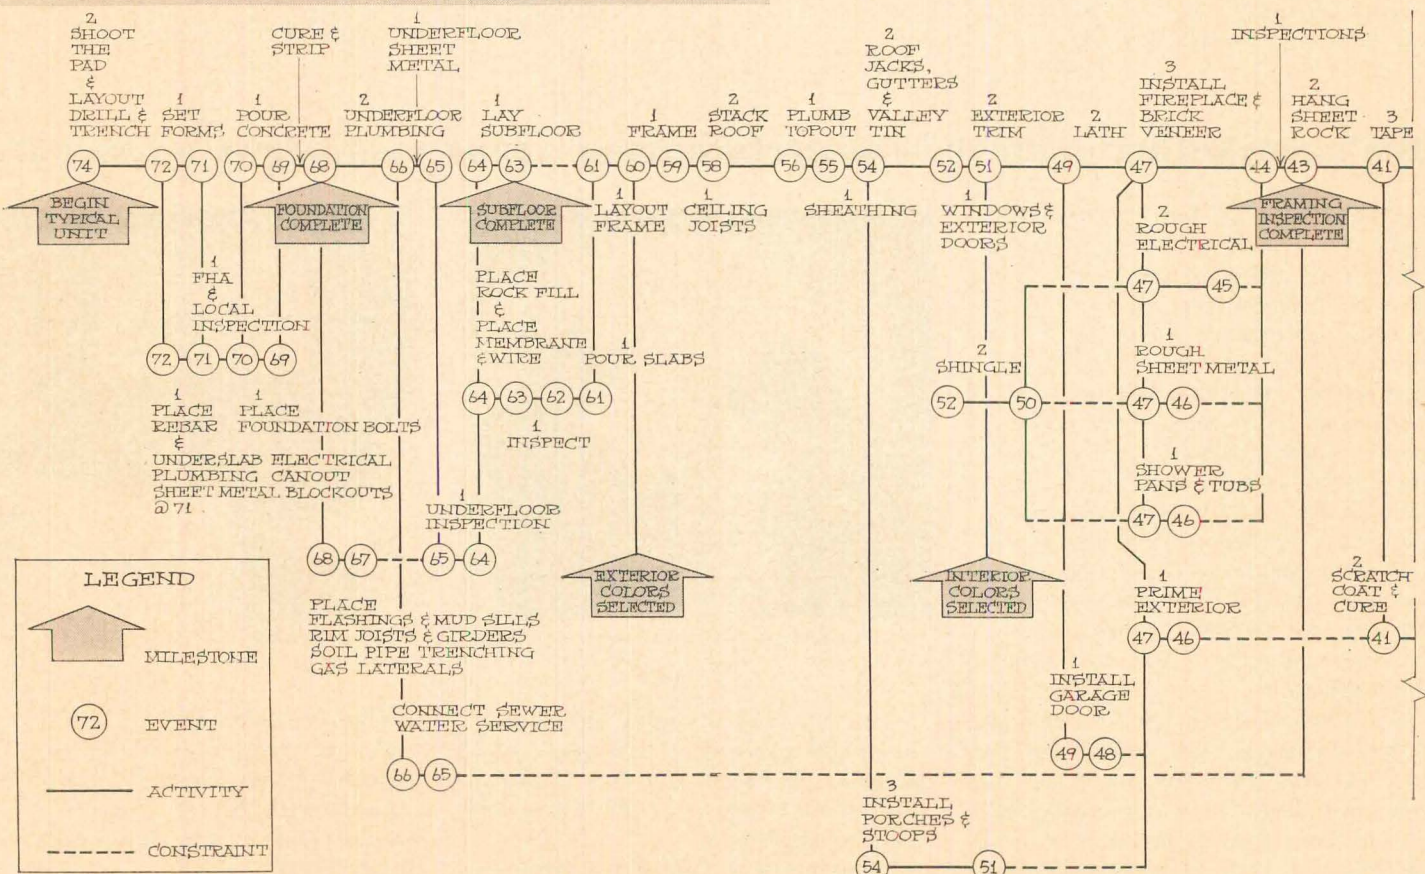 2
SHOOT
THE
PAD
&
LAYOUT
DRILL &
TRENCH
1
SET
FORMS
1
POUR
CONCRETE
CURE &
STRIP
2
UNDERFLOOR
PLUMBING
1
UNDERFLOOR
SHEET
METAL
1
LAY
SUBFLOOR
1
FRAME
2
STACK
ROOF
1
PLUMB
TOPOUT
2
ROOF
JACKS,
GUTTERS
&
VALLEY
TIN
2
EXTERIOR
TRIM
2
LATH
3
INSTALL
FIREPLACE &
BRICK
VENEER
1
INSPECTIONS
2
HANG
SHEET
ROCK
3
TAPE
74 72 71 70 69 68 66 65 64 63 61 60 59 58 56 55 54 52 51 49 47 44 43 41
BEGIN
TYPICAL
UNIT
FOUNDATION
COMPLETE
SUBFLOOR
COMPLETE
1
LAYOUT
FRAME
1
CEILING
JOISTS
1
SHEATHING
1
WINDOWS &
EXTERIOR
DOORS
2
ROUGH
ELECTRICAL
FRAMING
INSPECTION
COMPLETE
1
FHA
&
LOCAL
INSPECTION
72 71 70 69
1
PLACE
REBAR
&
UNDERSLAB ELECTRICAL
PLUMBING CANOUT
SHEET METAL BLOCKOUTS
@ 71
1
PLACE
FOUNDATION BOLTS
1
PLACE
ROCK FILL
&
PLACE
MEMBRANE
& WIRE
1
POUR SLABS
64 63 62 61
1
INSPECT
47 45
2
SHINGLE
52 50
1
ROUGH
SHEET METAL
47 46
1
SHOWER
PANS & TUBS
47 46
1
UNDERFLOOR
INSPECTION
68 67 65 64
PLACE
FLASHINGS & MUD SILLS
RIM JOISTS & GIRDERS
SOIL PIPE TRENCHING
GAS LATERALS
EXTERIOR
COLORS
SELECTED
INTERIOR
COLORS
SELECTED
1
PRIME
EXTERIOR
47 46
2
SCRATCH
COAT &
CURE
41
1
INSTALL
GARAGE
DOOR
49 48
CONNECT SEWER
WATER SERVICE
66 65
3
INSTALL
PORCHES &
STOOPS
54 51
LEGEND
MILESTONE
72 EVENT
ACTIVITY
CONSTRAINT